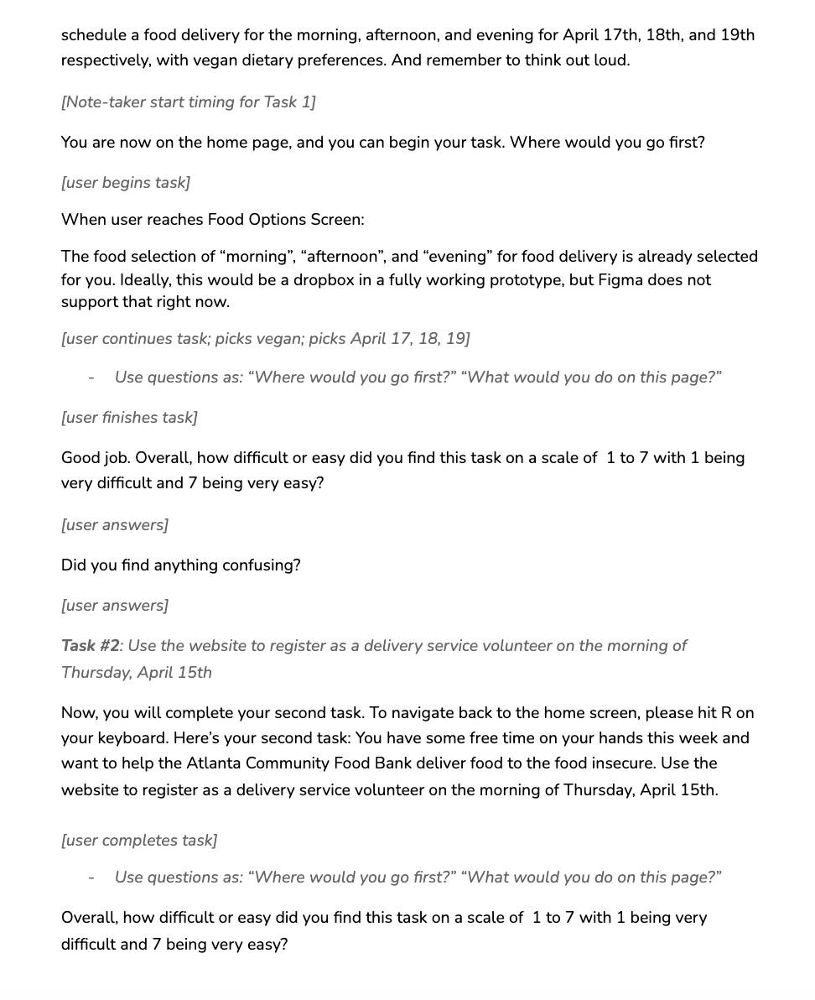 schedule a food delivery for the morning, afternoon, and evening for April 17th, 18th, and 19th
respectively, with vegan dietary preferences. And remember to think out loud.
[Note-taker start timing for Task 1]
You are now on the home page, and you can begin your task. Where would you go first?
[user begins task]
When user reaches Food Options Screen:
The food selection of “morning”, “afternoon”, and “evening” for food delivery is already selected
for you. Ideally, this would be a dropbox in a fully working prototype, but Figma does not
support that right now.
[user continues task; picks vegan; picks April 17, 18, 19]
- Use questions as: “Where would you go first?” “What would you do on this page?”
[user finishes task]
Good job. Overall, how difficult or easy did you find this task on a scale of  1 to 7 with 1 being
very difficult and 7 being very easy?
[user answers]
Did you find anything confusing?
[user answers]
Task #2: Use the website to register as a delivery service volunteer on the morning of
Thursday, April 15th
Now, you will complete your second task. To navigate back to the home screen, please hit R on
your keyboard. Here’s your second task: You have some free time on your hands this week and
want to help the Atlanta Community Food Bank deliver food to the food insecure. Use the
website to register as a delivery service volunteer on the morning of Thursday, April 15th.
[user completes task]
- Use questions as: “Where would you go first?” “What would you do on this page?”
Overall, how difficult or easy did you find this task on a scale of  1 to 7 with 1 being very
difficult and 7 being very easy?